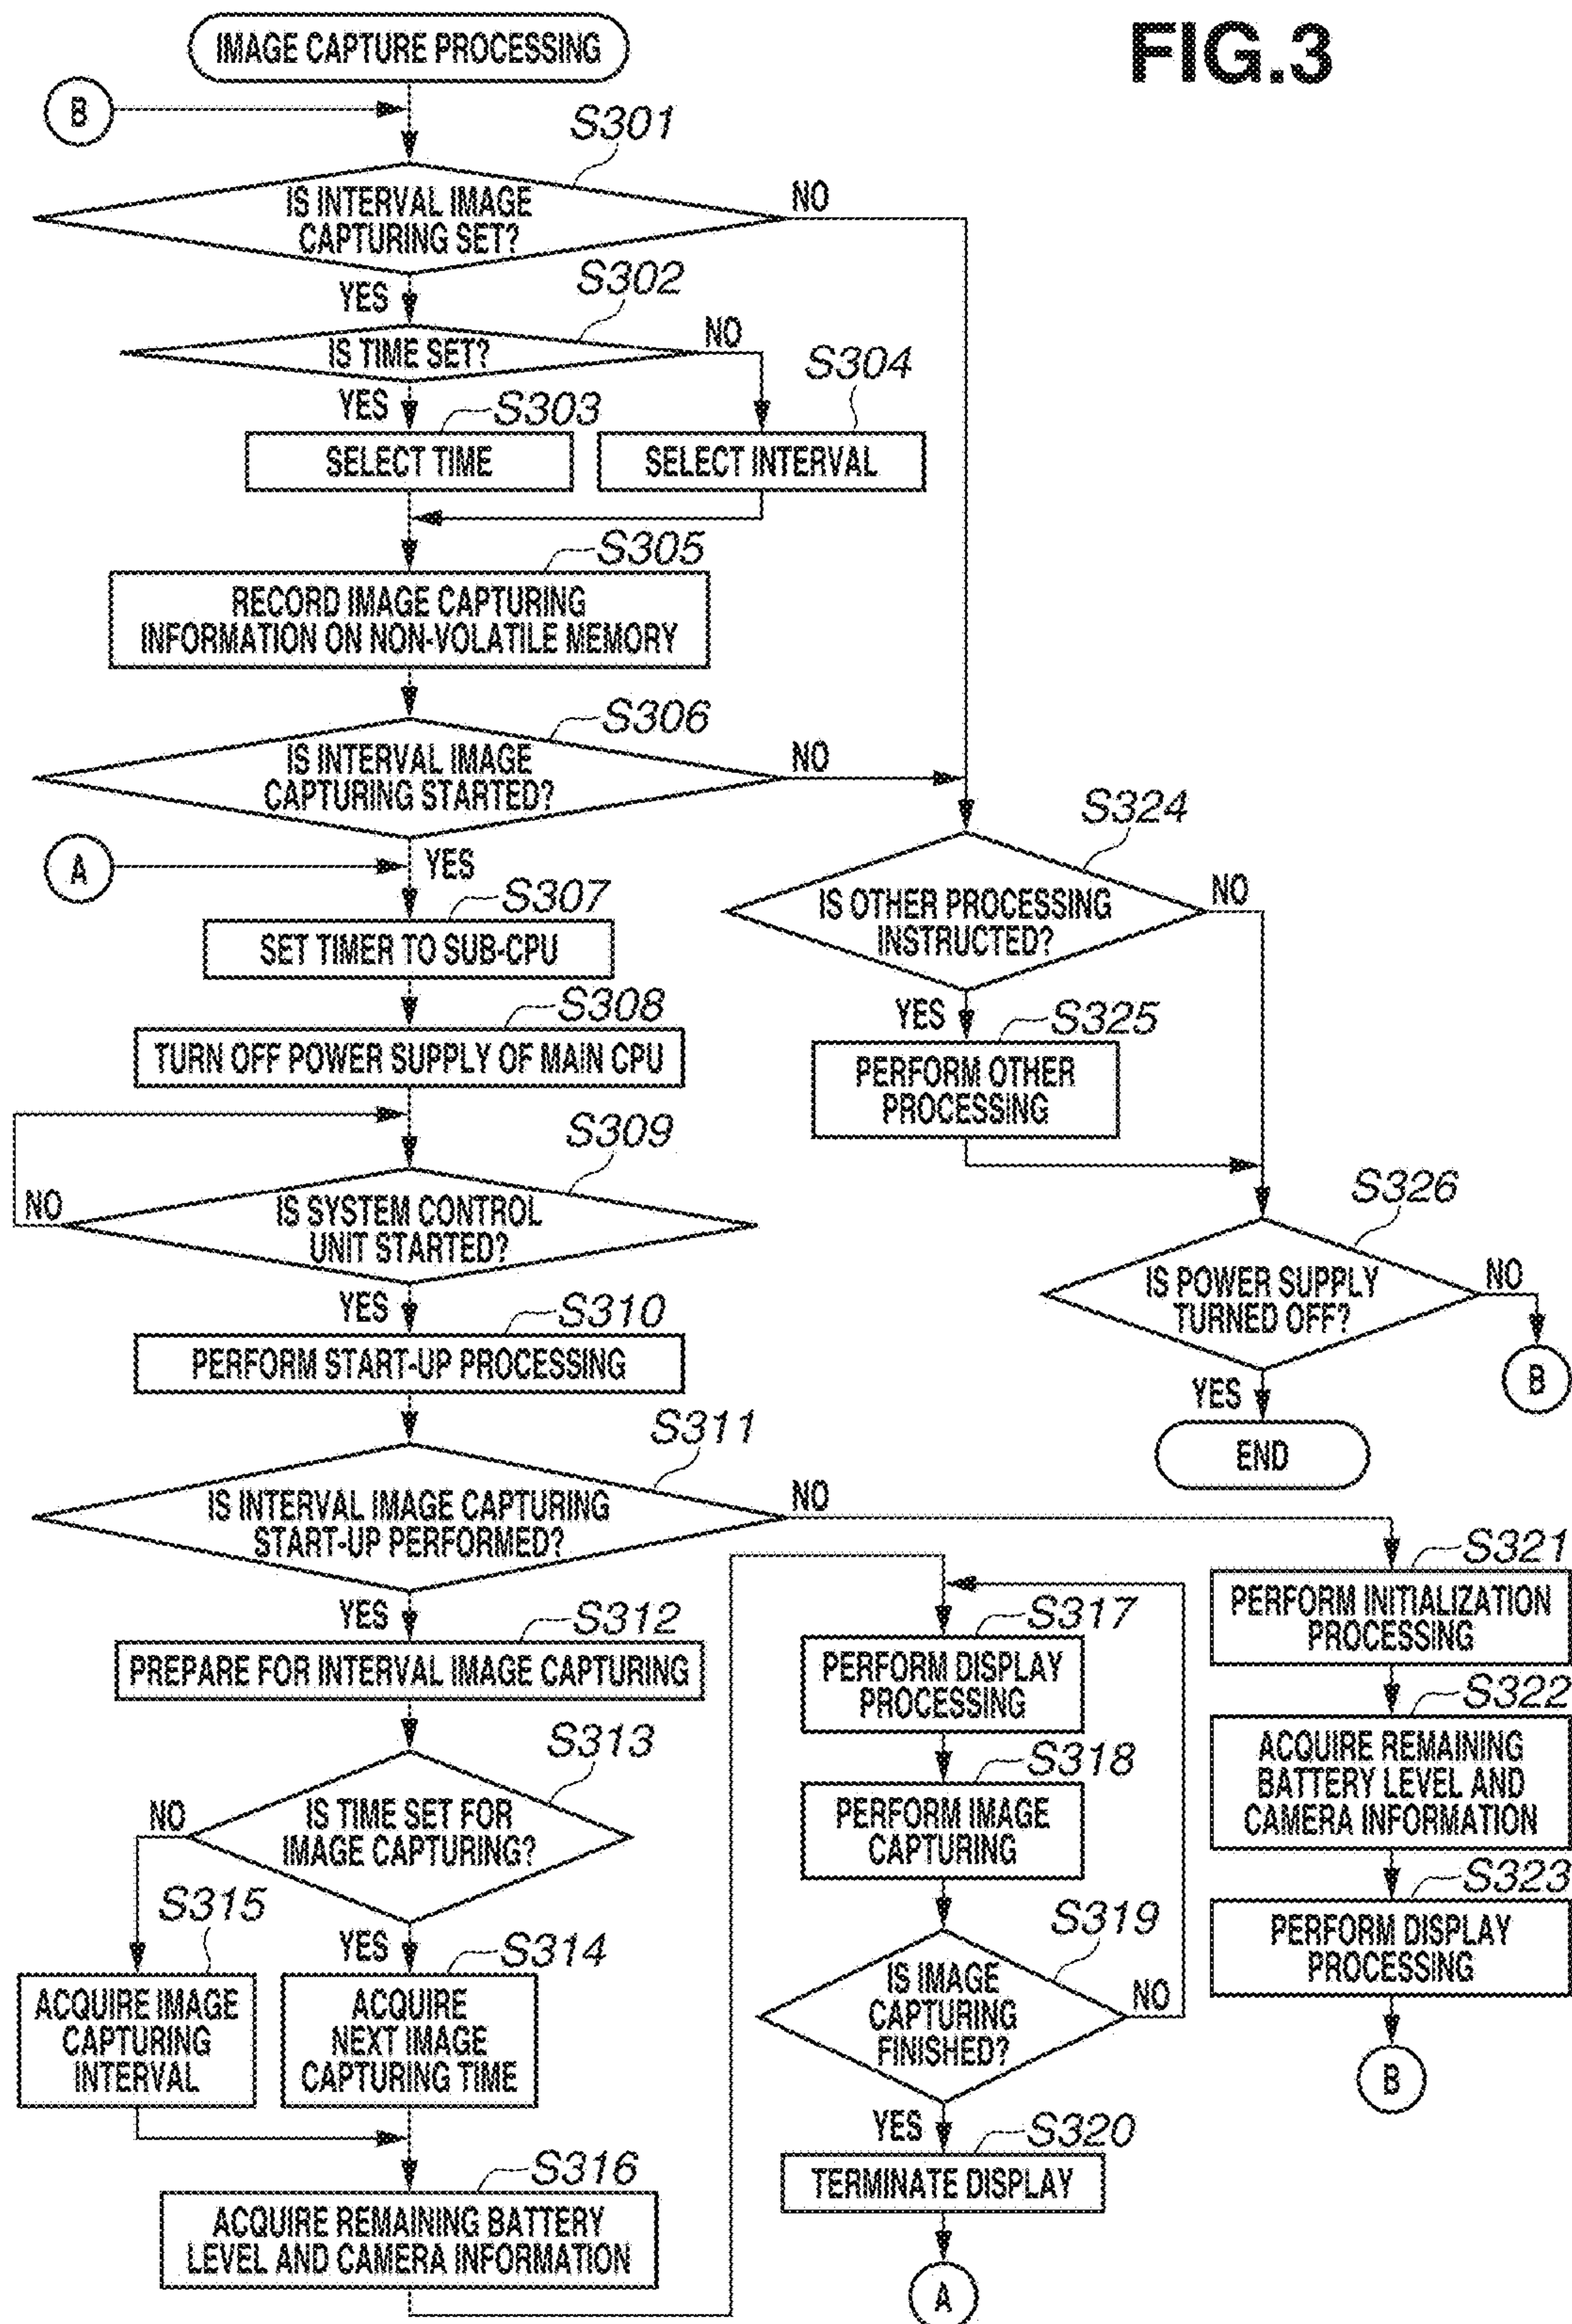 FIG.3
IMAGE CAPTURE PROCESSING
B
S301
IS INTERVAL IMAGE
CAPTURING SET?
NO
YES
S302
IS TIME SET?
NO
YES
S303
SELECT TIME
S304
SELECT INTERVAL
S305
RECORD IMAGE CAPTURING
INFORMATION ON NON-VOLATILE MEMORY
S306
IS INTERVAL IMAGE
CAPTURING STARTED?
NO
YES
A
S307
SET TIMER TO SUB-CPU
S308
TURN OFF POWER SUPPLY OF MAIN CPU
S309
IS SYSTEM CONTROL
UNIT STARTED?
NO
YES
S310
PERFORM START-UP PROCESSING
S311
IS INTERVAL IMAGE CAPTURING
START-UP PERFORMED?
NO
YES
S312
PREPARE FOR INTERVAL IMAGE CAPTURING
S313
IS TIME SET FOR
IMAGE CAPTURING?
NO
YES
S315
ACQUIRE IMAGE
CAPTURING
INTERVAL
S314
ACQUIRE
NEXT IMAGE
CAPTURING TIME
S316
ACQUIRE REMAINING BATTERY
LEVEL AND CAMERA INFORMATION
S317
PERFORM DISPLAY
PROCESSING
S318
PERFORM IMAGE
CAPTURING
S319
IS IMAGE
CAPTURING
FINISHED?
NO
YES
S320
TERMINATE DISPLAY
A
S321
PERFORM INITIALIZATION
PROCESSING
S322
ACQUIRE REMAINING
BATTERY LEVEL AND
CAMERA INFORMATION
S323
PERFORM DISPLAY
PROCESSING
B
S324
IS OTHER PROCESSING
INSTRUCTED?
NO
YES
S325
PERFORM OTHER
PROCESSING
S326
IS POWER SUPPLY
TURNED OFF?
NO
B
YES
END